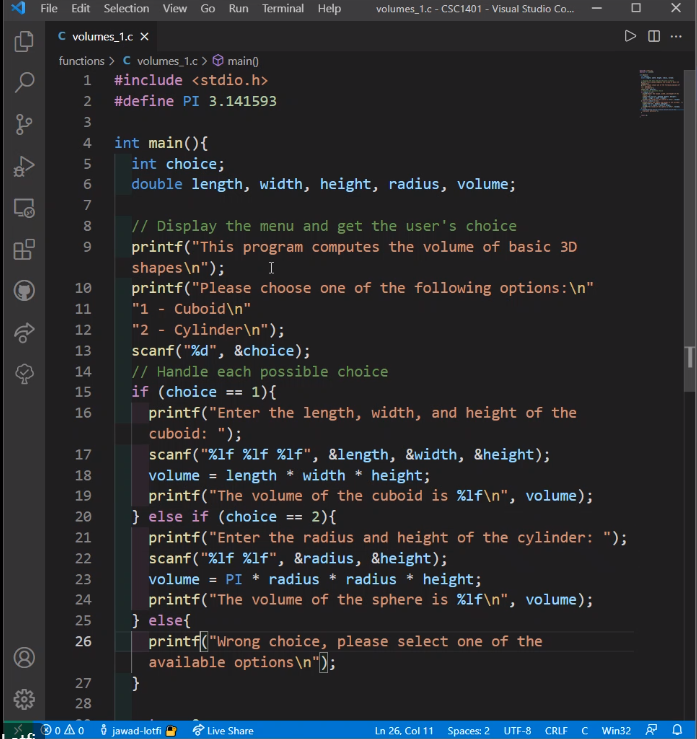 File Edit Selection View Go Run Terminal Help volumes_1.c - CSC1401 - Visual Studio Co...
C volumes_1.c
functions > C volumes_1.c > main()
1 #include <stdio.h>
2 #define PI 3.141593
3
4 int main(){
5 int choice;
6 double length, width, height, radius, volume;
7
8 // Display the menu and get the user's choice
9 printf("This program computes the volume of basic 3D
shapes\n");
10 printf("Please choose one of the following options:\n"
11 "1 - Cuboid\n"
12 "2 - Cylinder\n");
13 scanf("%d", &choice);
14 // Handle each possible choice
15 if (choice == 1){
16 printf("Enter the length, width, and height of the
cuboid: ");
17 scanf("%lf %lf %lf", &length, &width, &height);
18 volume = length * width * height;
19 printf("The volume of the cuboid is %lf\n", volume);
20 } else if (choice == 2){
21 printf("Enter the radius and height of the cylinder: ");
22 scanf("%lf %lf", &radius, &height);
23 volume = PI * radius * radius * height;
24 printf("The volume of the sphere is %lf\n", volume);
25 } else{
26 printf("Wrong choice, please select one of the
available options\n");
27 }
28
0 0 jawad-lotfi Live Share Ln 26, Col 11 Spaces: 2 UTF-8 CRLF C Win32